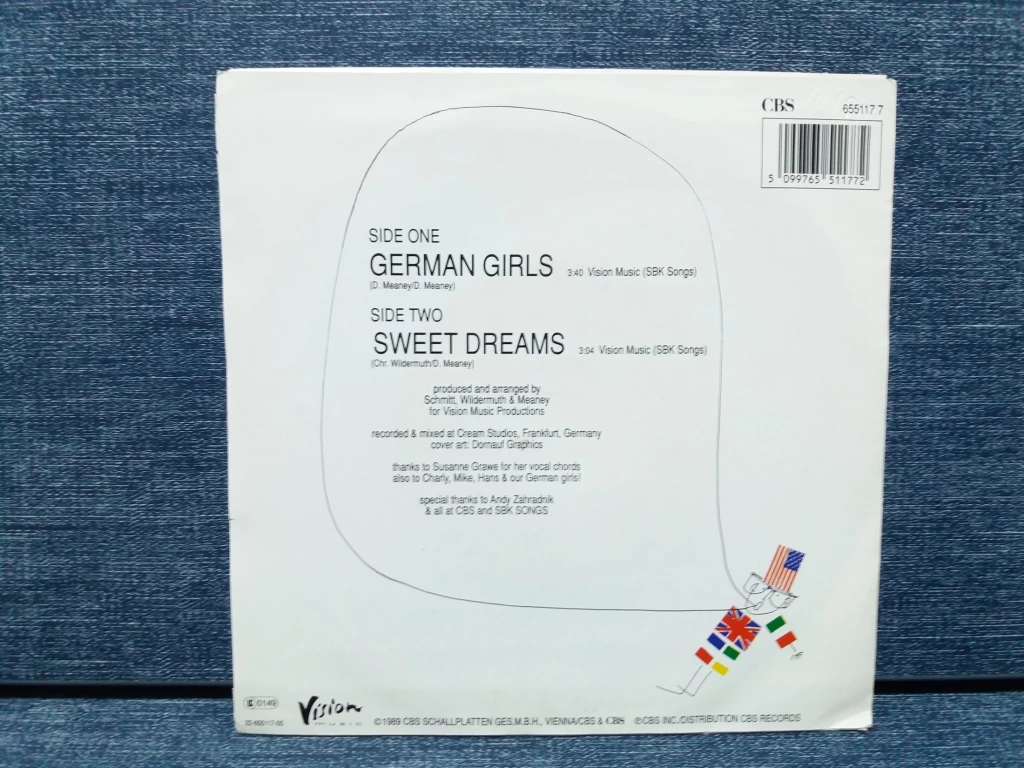 CBS 655117 7
5 099765 511772
SIDE ONE
GERMAN GIRLS 3:40 Vision Music (SBK Songs)
(D. Meaney/D. Meaney)
SIDE TWO
SWEET DREAMS 3:04 Vision Music (SBK Songs)
(Chr. Wildermuth/D. Meaney)
produced and arranged by
Schmitt, Wildermuth & Meaney
for Vision Music Productions
recorded & mixed at Cream Studios, Frankfurt, Germany
cover art: Dornauf Graphics
thanks to Susanne Grawe for her vocal chords
also to Charly, Mike, Hans & our German girls!
special thanks to Andy Zahradnik
& all at CBS and SBK SONGS
0149
Vision
©1989 CBS SCHALLPLATTEN GES.M.B.H., VIENNA/CBS & CBS ℗CBS INC./DISTRIBUTION CBS RECORDS